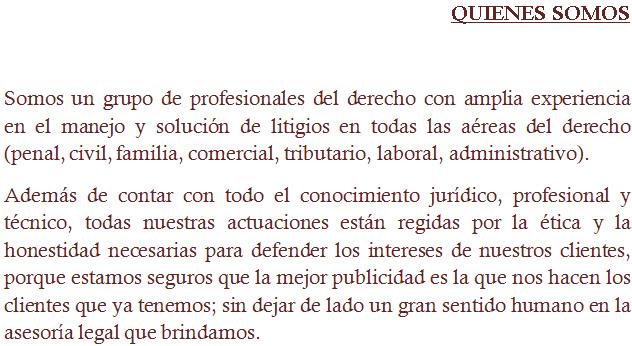 QUIENES SOMOS
Somos un grupo de profesionales del derecho con amplia experiencia
en el manejo y solución de litigios en todas las aéreas del derecho
(penal, civil, familia, comercial, tributario, laboral, administrativo).
Además de contar con todo el conocimiento jurídico, profesional y
técnico, todas nuestras actuaciones están regidas por la ética y la
honestidad necesarias para defender los intereses de nuestros clientes,
porque estamos seguros que la mejor publicidad es la que nos hacen los
clientes que ya tenemos; sin dejar de lado un gran sentido humano en la
asesoría legal que brindamos.